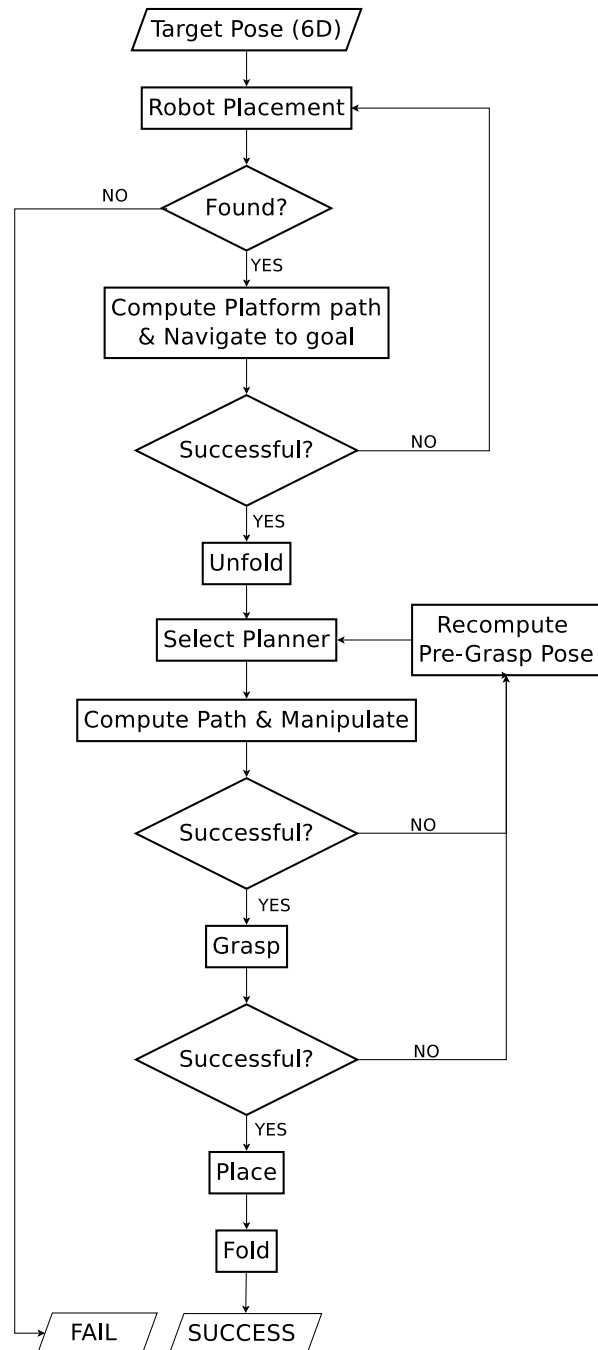 Target Pose (6D)
Robot Placement
NO
Found?
YES
Compute Platform path
& Navigate to goal
Successful?
NO
YES
Unfold
Select Planner
Recompute
Pre-Grasp Pose
Compute Path & Manipulate
Successful?
NO
YES
Grasp
Successful?
NO
YES
Place
Fold
FAIL
SUCCESS